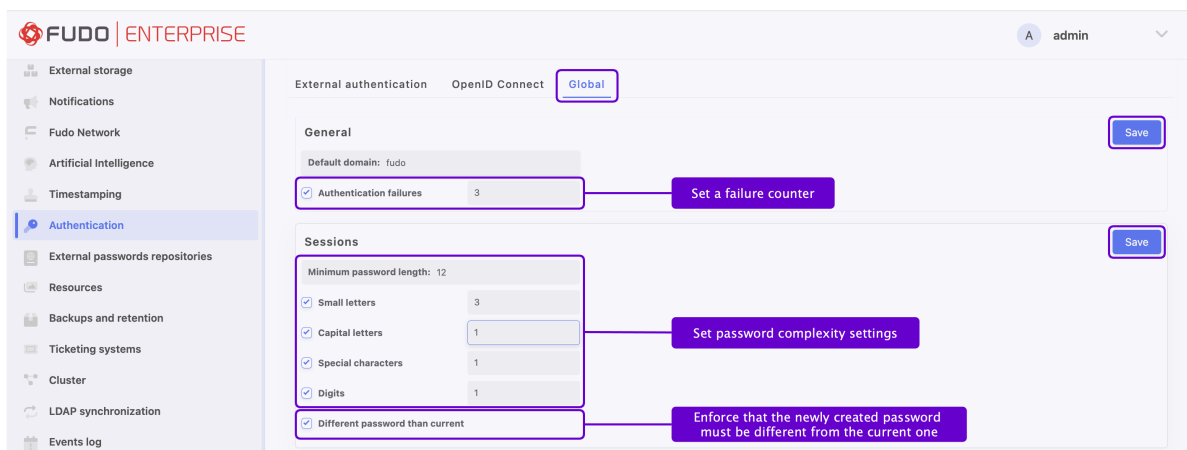 FUDO ENTERPRISE
A admin
External storage
Notifications
Fudo Network
Artificial Intelligence
Timestamping
Authentication
External passwords repositories
Resources
Backups and retention
Ticketing systems
Cluster
LDAP synchronization
Events log
External authentication OpenID Connect Global
General Save
Default domain: fudo
Authentication failures 3 Set a failure counter
Sessions Save
Minimum password length: 12
Small letters 3
Capital letters 1 Set password complexity settings
Special characters 1
Digits 1
Different password than current
Enforce that the newly created password
must be different from the current one